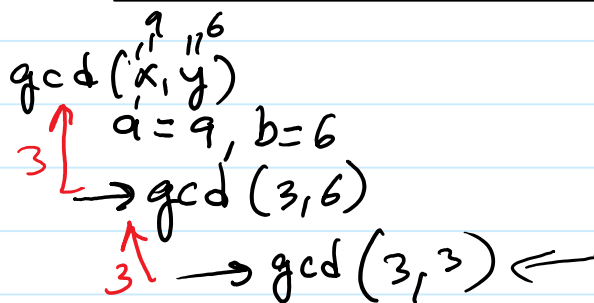 9 6
gcd (x, y)
a = 9, b = 6
3 → gcd (3, 6)
3 → gcd (3, 3) ←